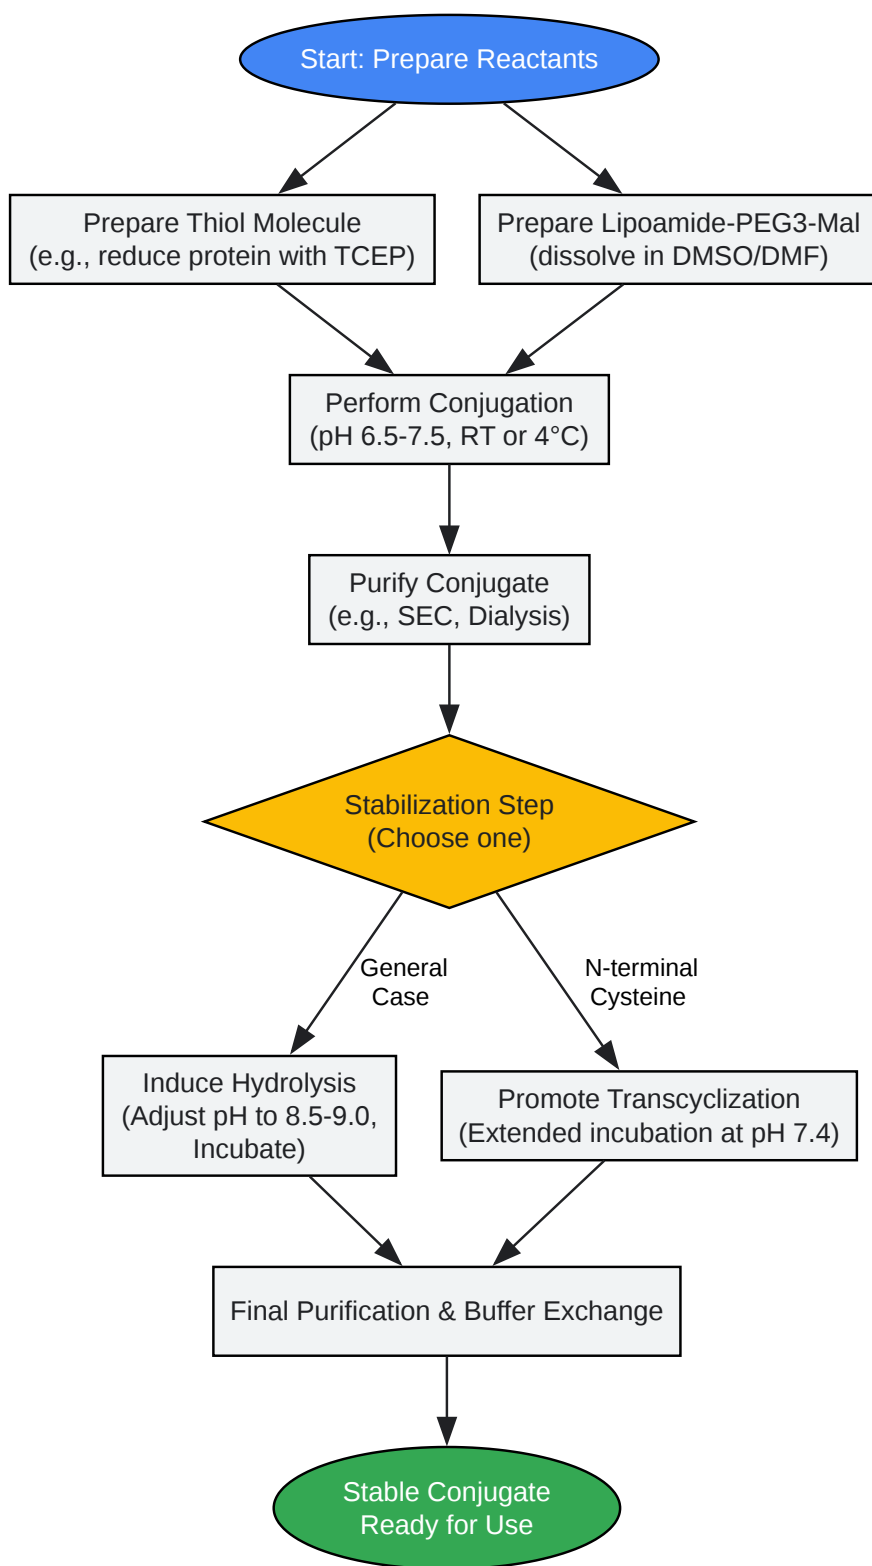 Start: Prepare Reactants
Prepare Thiol Molecule
(e.g., reduce protein with TCEP)
Prepare Lipoamide-PEG3-Mal
(dissolve in DMSO/DMF)
Perform Conjugation
(pH 6.5-7.5, RT or 4°C)
Purify Conjugate
(e.g., SEC, Dialysis)
Stabilization Step
(Choose one)
General
Case
N-terminal
Cysteine
Induce Hydrolysis
(Adjust pH to 8.5-9.0,
Incubate)
Promote Transcyclization
(Extended incubation at pH 7.4)
Final Purification & Buffer Exchange
Stable Conjugate
Ready for Use